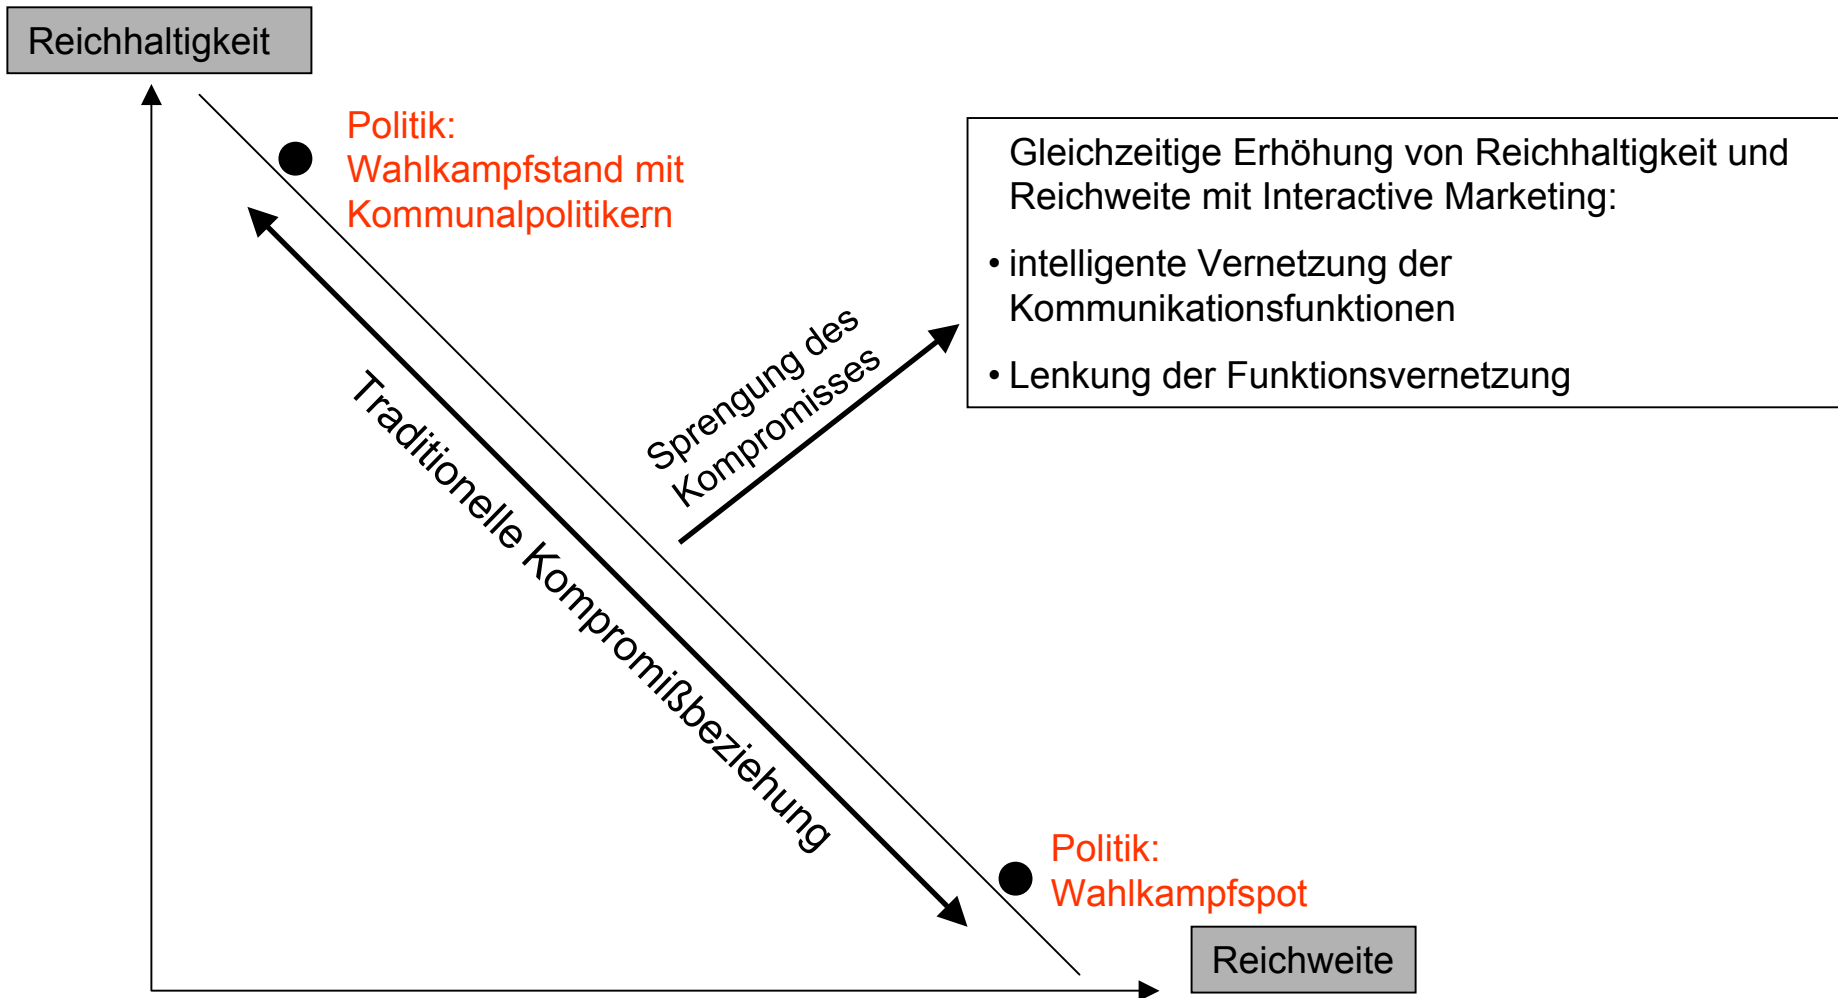 Reichhaltigkeit
Politik:
Wahlkampfstand mit
Kommunalpolitikern
Gleichzeitige Erhöhung von Reichhaltigkeit und
Reichweite mit Interactive Marketing:
• intelligente Vernetzung der
Kommunikationsfunktionen
• Lenkung der Funktionsvernetzung
Sprengung des
Kompromisses
Traditionelle Kompromißbeziehung
Politik:
Wahlkampfspot
Reichweite